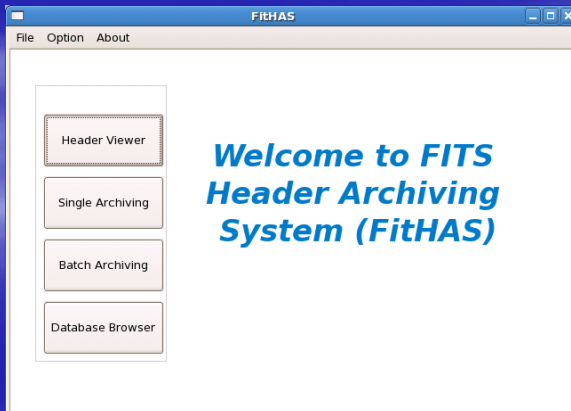 FitHAS
File Option About
Header Viewer
Single Archiving
Batch Archiving
Database Browser
Welcome to FITS
Header Archiving
System (FitHAS)